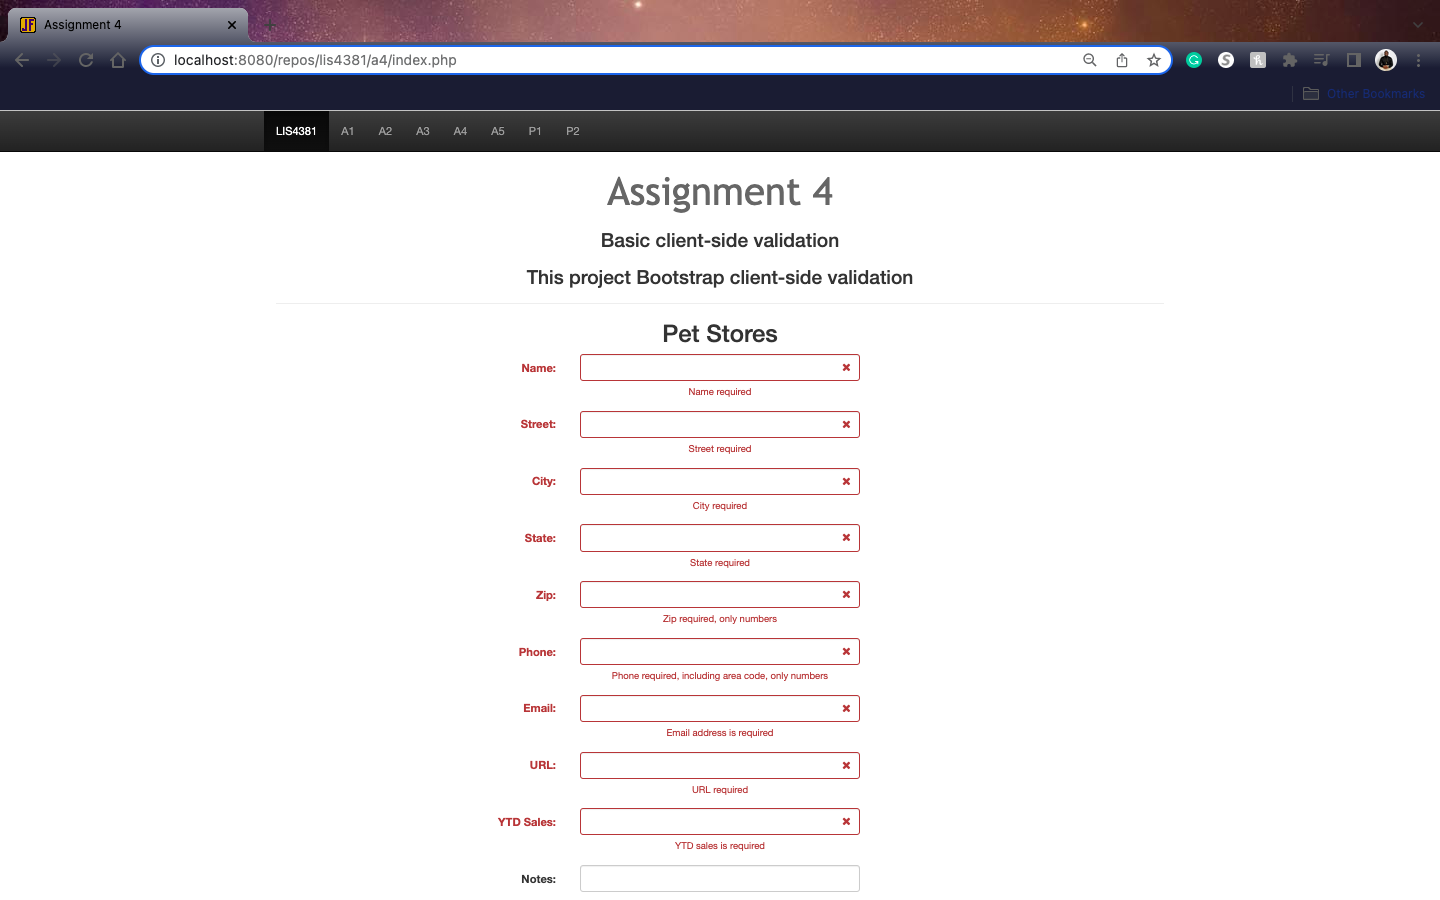 JF Assignment 4
localhost:8080/repos/lis4381/a4/index.php
Other Bookmarks
LIS4381 A1 A2 A3 A4 A5 P1 P2
Assignment 4
Basic client-side validation
This project Bootstrap client-side validation
Pet Stores
Name:
Name required
Street:
Street required
City:
City required
State:
State required
Zip:
Zip required, only numbers
Phone:
Phone required, including area code, only numbers
Email:
Email address is required
URL:
URL required
YTD Sales:
YTD sales is required
Notes: